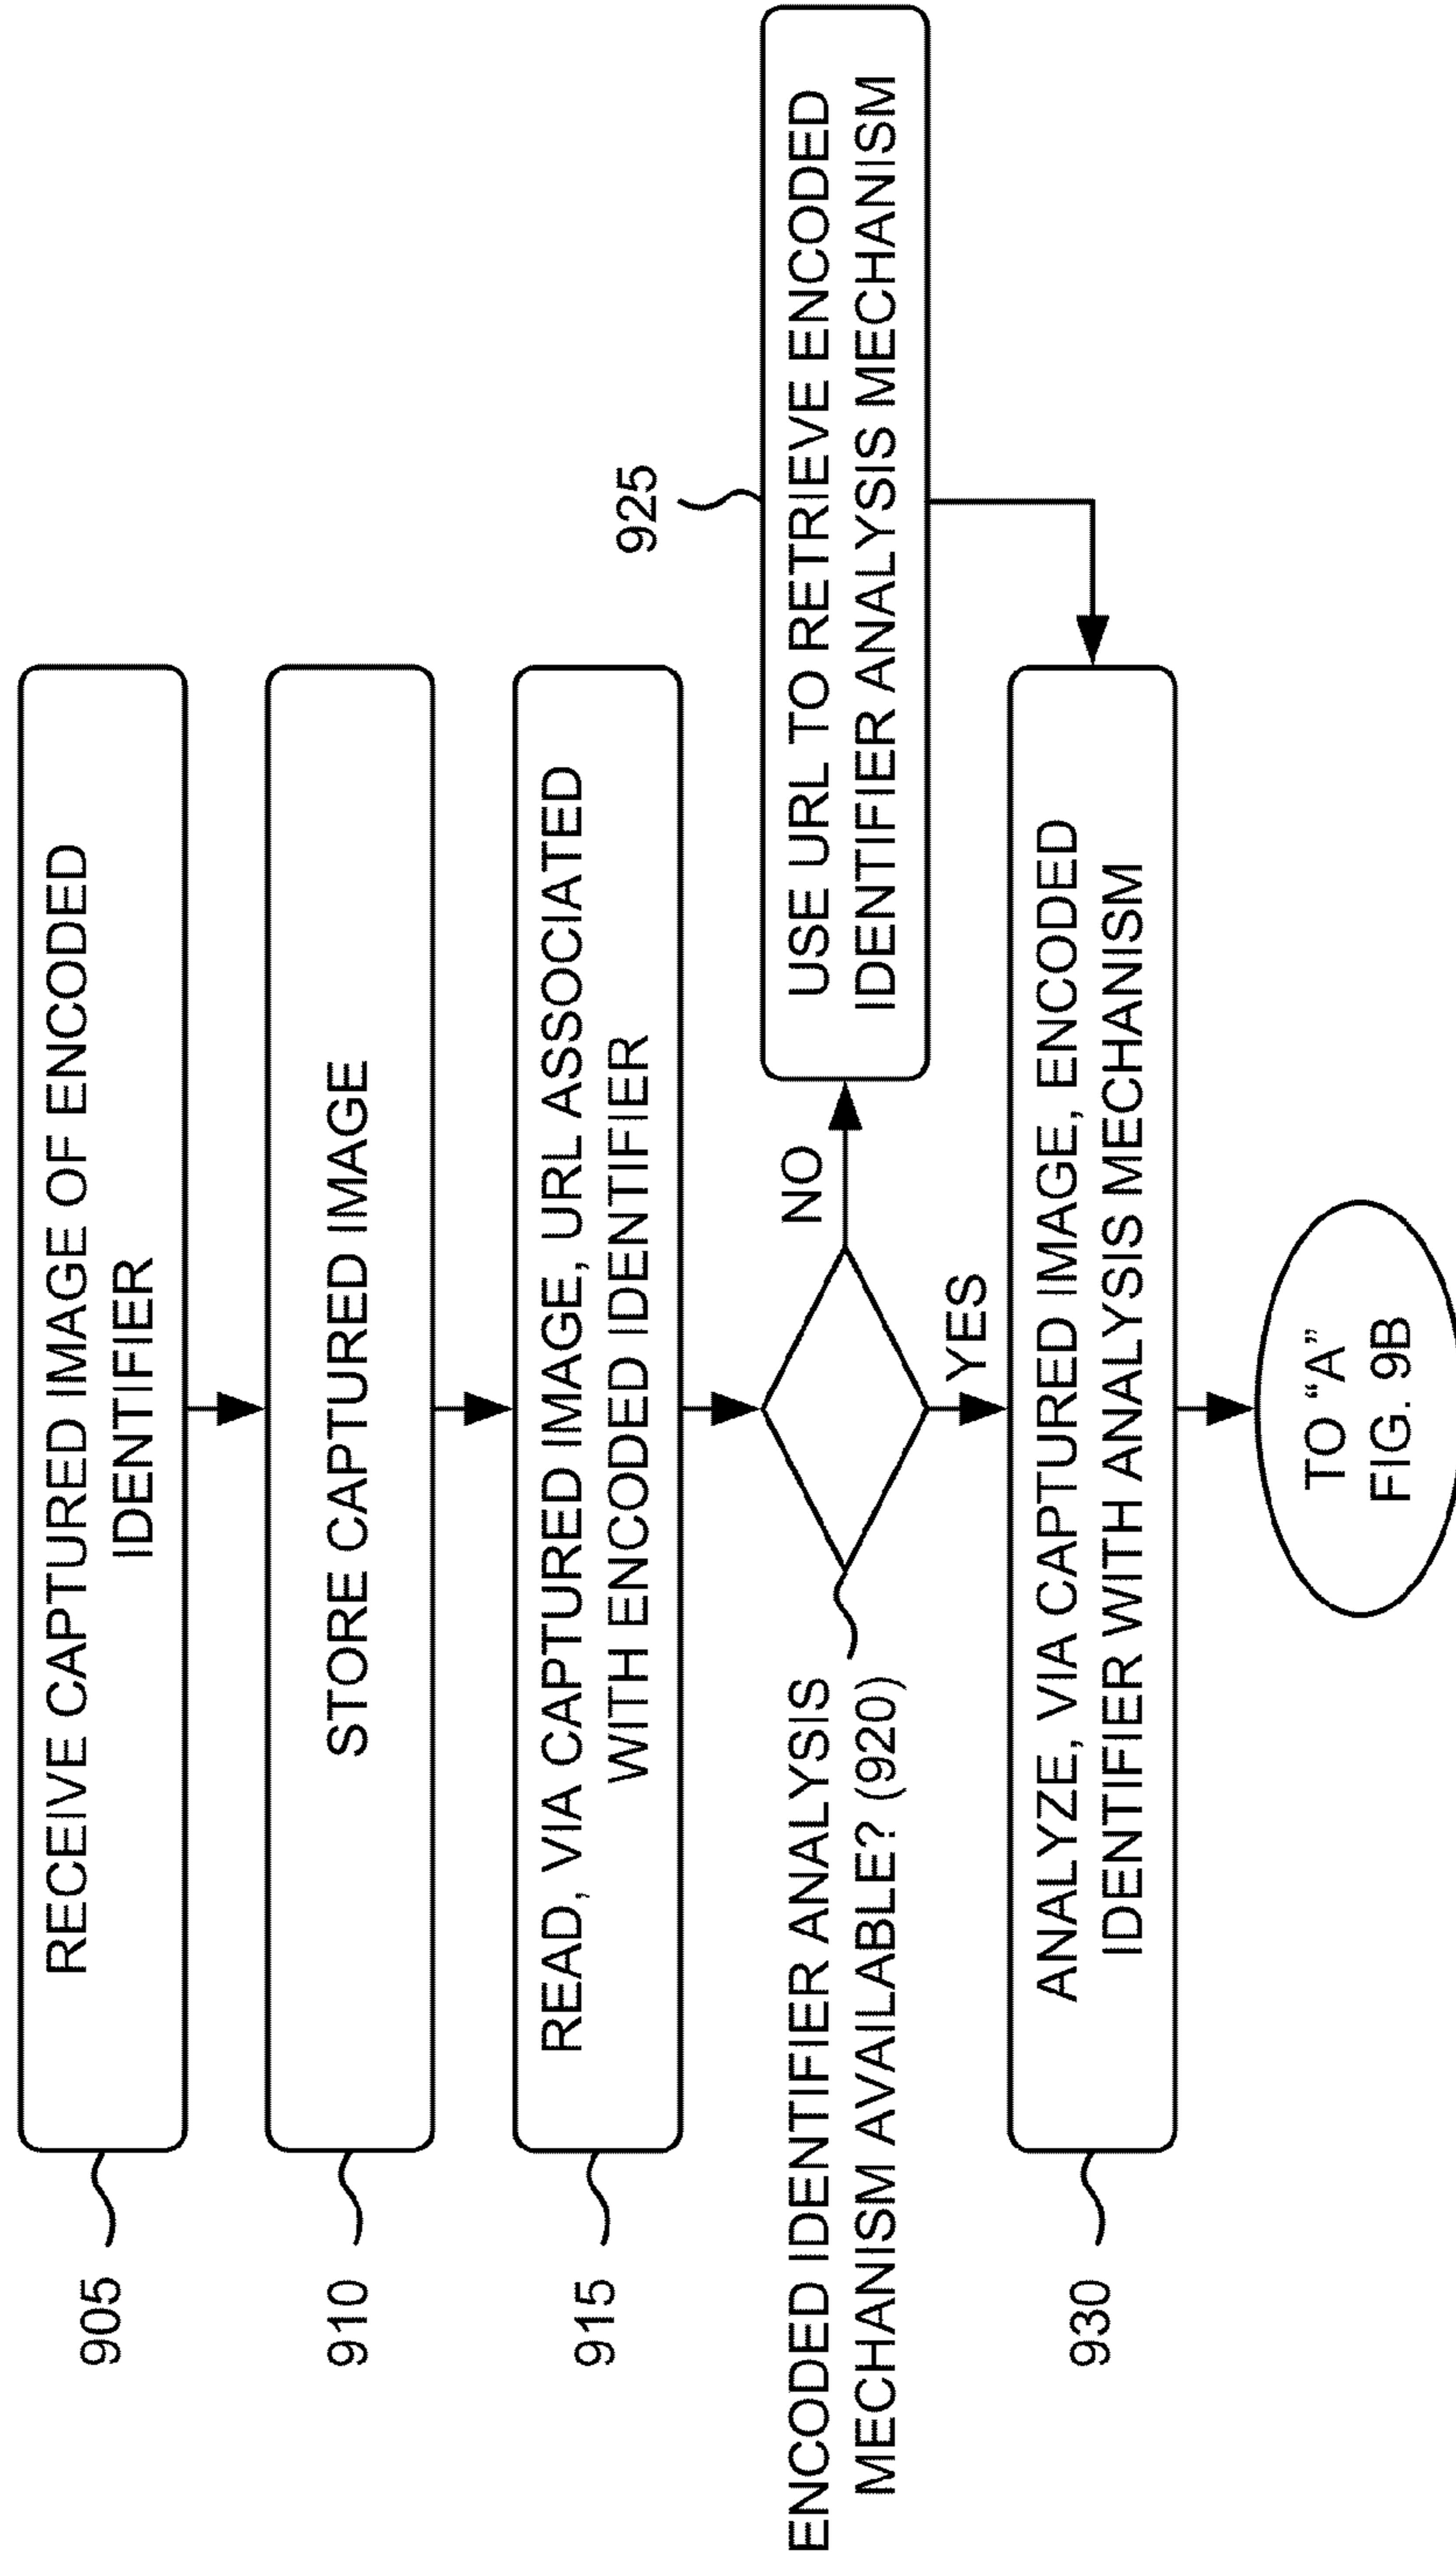 905
RECEIVE CAPTURED IMAGE OF ENCODED
IDENTIFIER
910
STORE CAPTURED IMAGE
915
READ, VIA CAPTURED IMAGE, URL ASSOCIATED
WITH ENCODED IDENTIFIER
ENCODED IDENTIFIER ANALYSIS
MECHANISM AVAILABLE? (920)
NO
925
USE URL TO RETRIEVE ENCODED
IDENTIFIER ANALYSIS MECHANISM
YES
930
ANALYZE, VIA CAPTURED IMAGE, ENCODED
IDENTIFIER WITH ANALYSIS MECHANISM
TO “A”
FIG. 9B